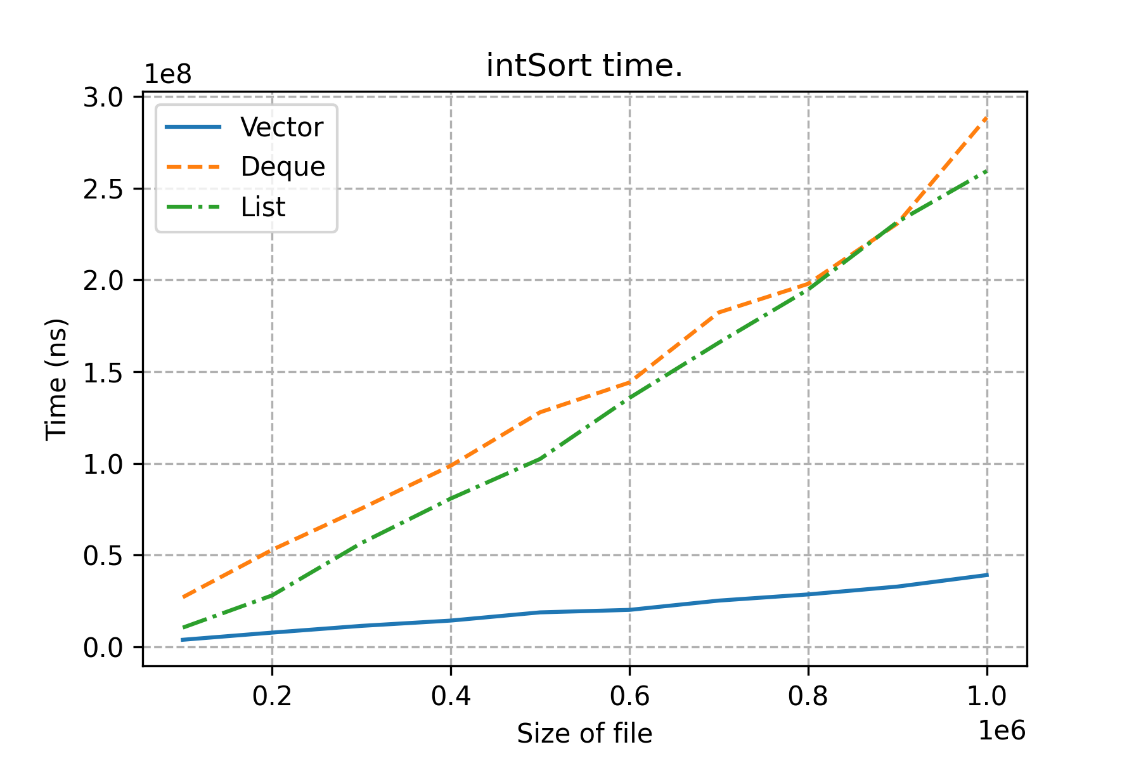 intSort time.
1e8
3.0
2.5
2.0
1.5
1.0
0.5
0.0
Time (ns)
Vector
Deque
List
0.2 0.4 0.6 0.8 1.0
Size of file
1e6